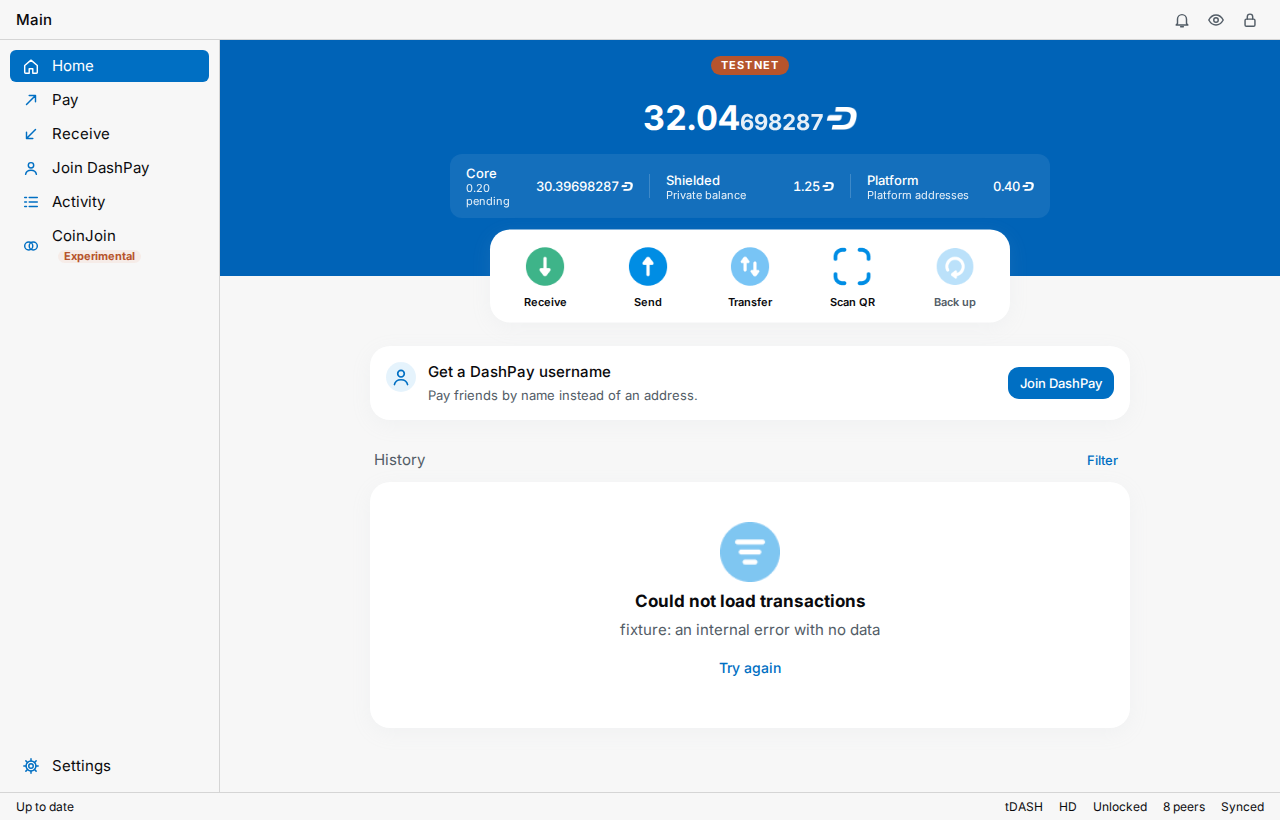 Main
Home
Pay
Receive
Join DashPay
Activity
CoinJoin
Experimental
Settings
TESTNET
32.04698287
Core
0.20 pending
30.39698287
Shielded
Private balance
1.25
Platform
Platform addresses
0.40
Receive
Send
Transfer
Scan QR
Back up
Get a DashPay username
Pay friends by name instead of an address.
Join DashPay
History
Filter
Could not load transactions
fixture: an internal error with no data
Try again
Up to date
tDASH HD Unlocked 8 peers Synced